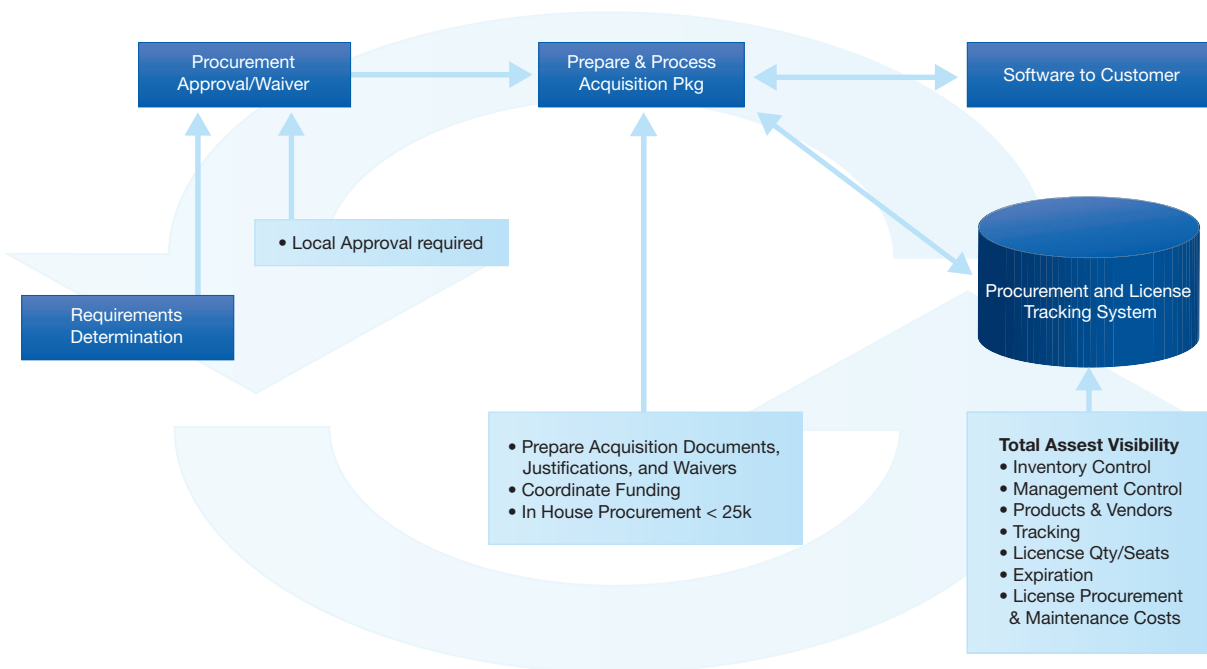 Procurement
Approval/Waiver
Prepare & Process
Acquisition Pkg
Software to Customer
• Local Approval required
Requirements
Determination
Procurement and License
Tracking System
• Prepare Acquisition Documents,
Justifications, and Waivers
• Coordinate Funding
• In House Procurement < 25k
Total Assest Visibility
• Inventory Control
• Management Control
• Products & Vendors
• Tracking
• Licencse Qty/Seats
• Expiration
• License Procurement
& Maintenance Costs